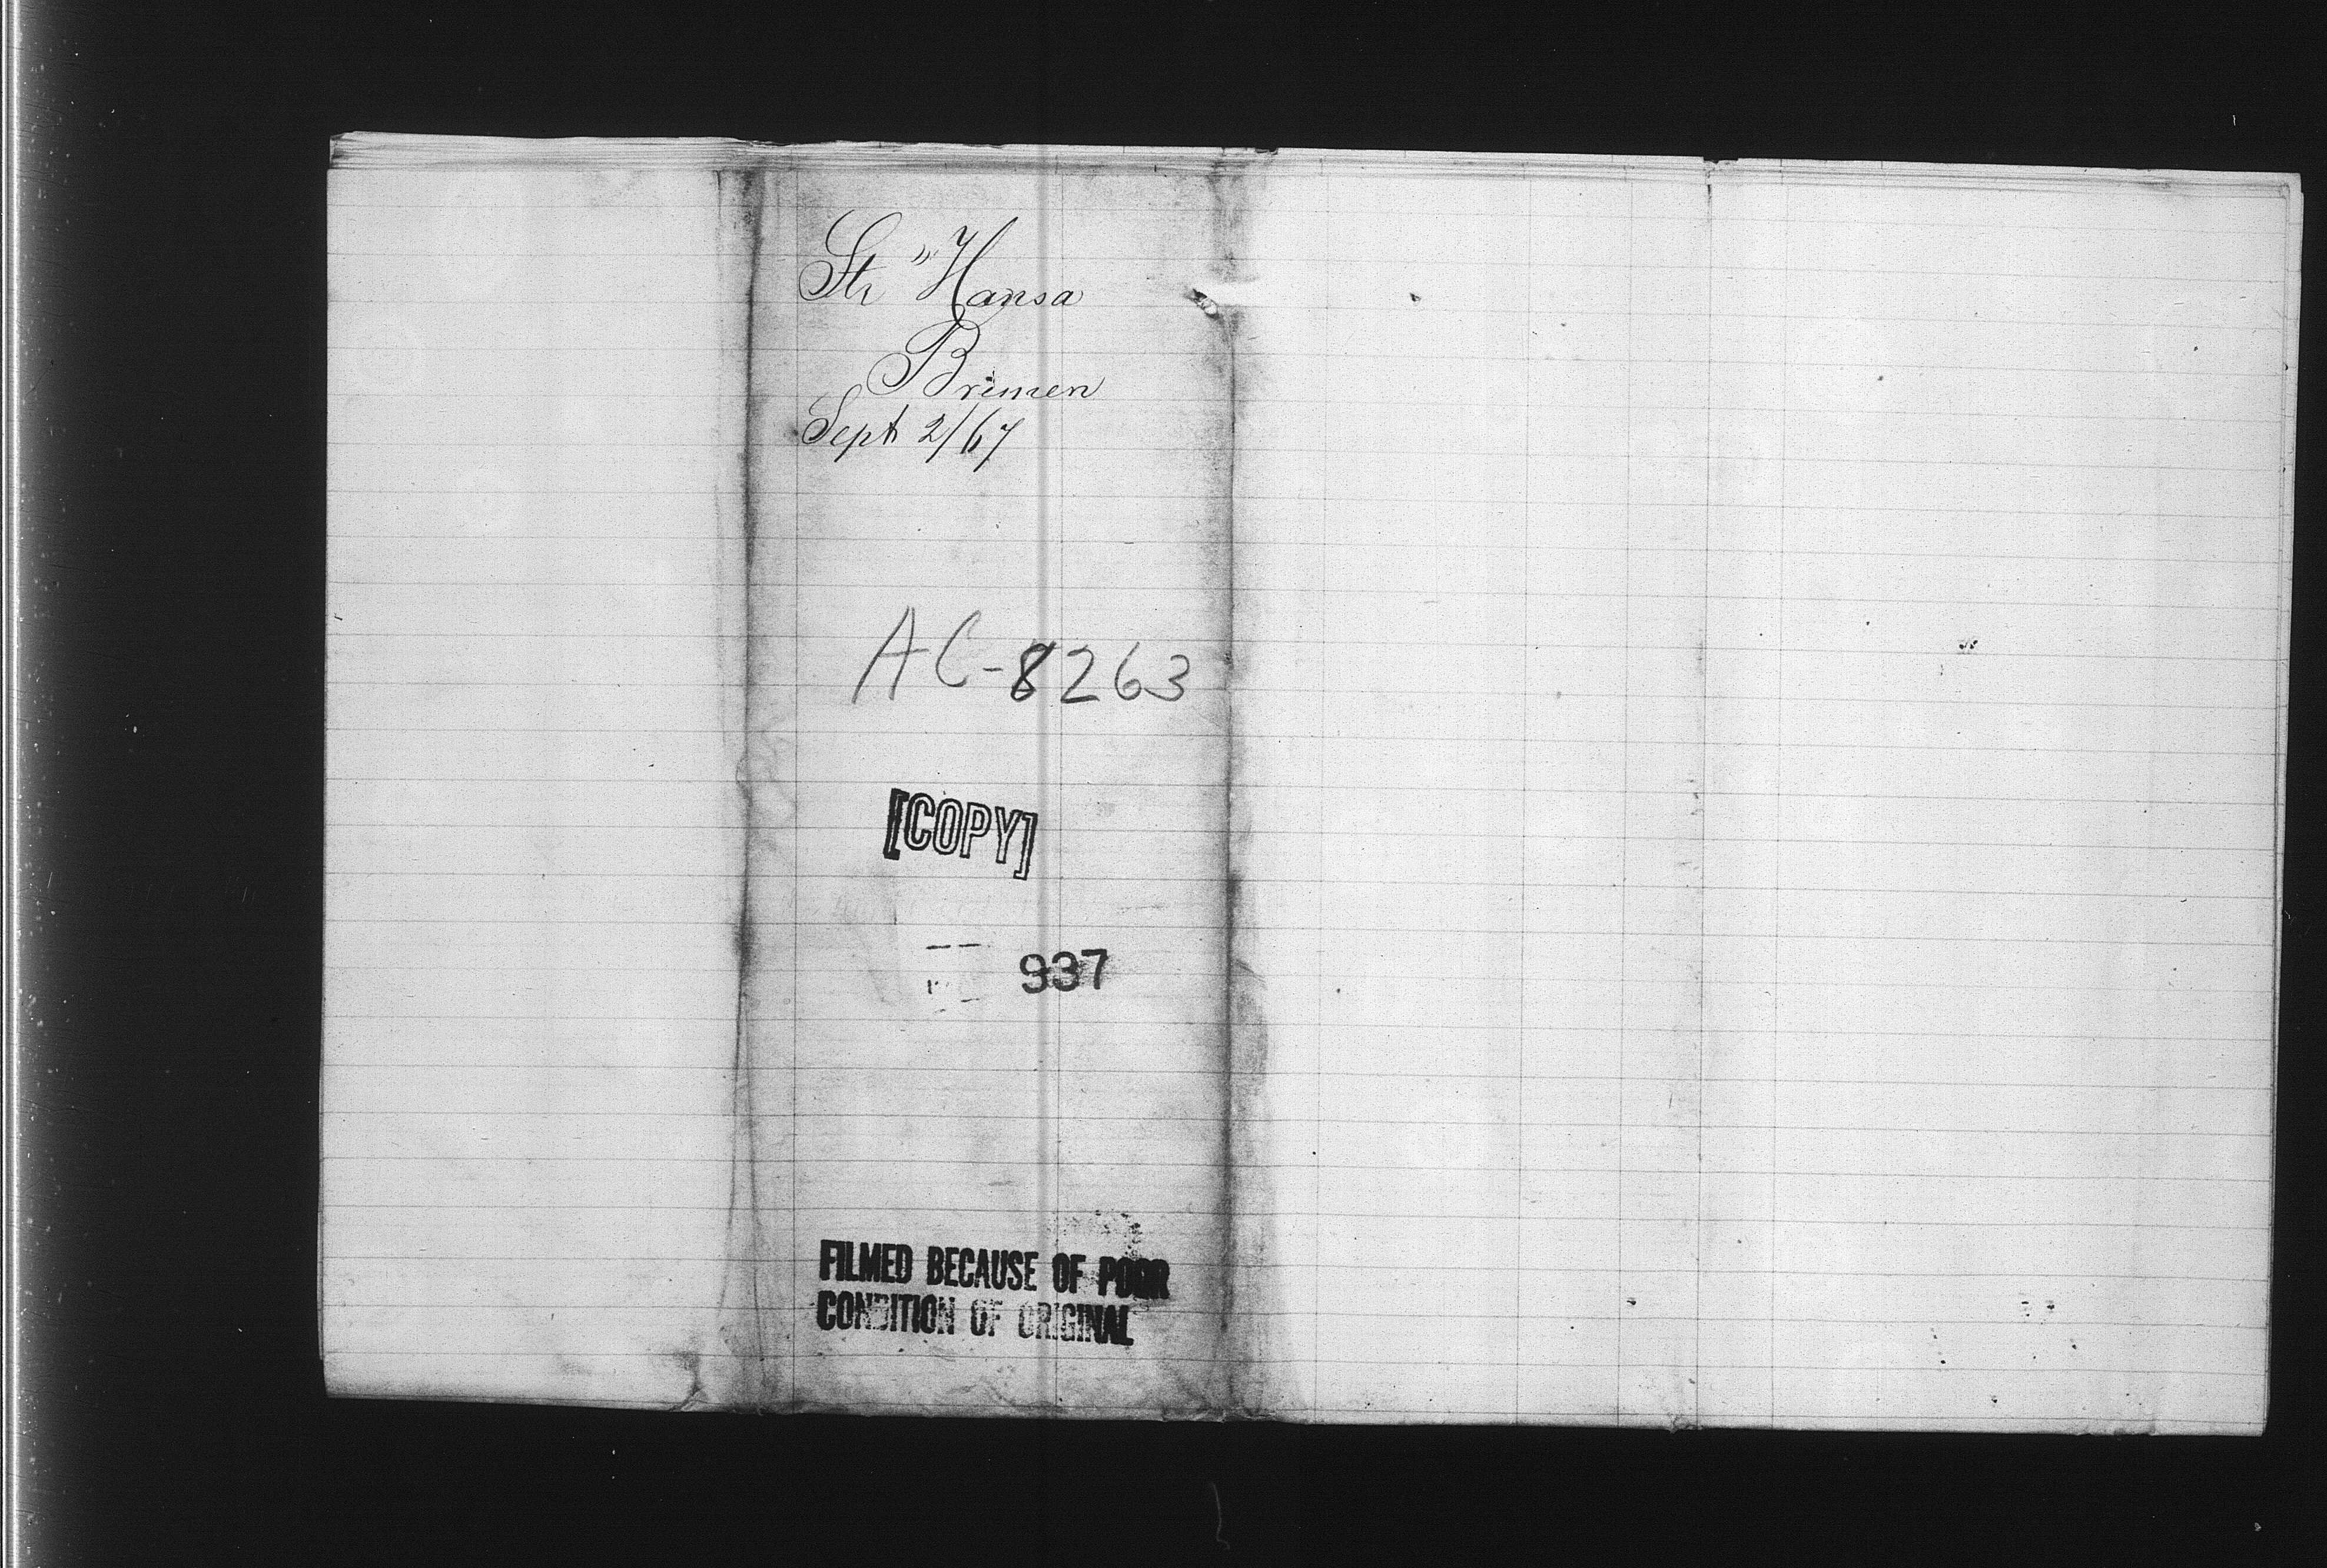 Str "Hansa
Bremen
Sept 2/67
AC-8263
[COPY]
937
FILMED BECAUSE OF POOR
CONDITION OF ORIGINAL